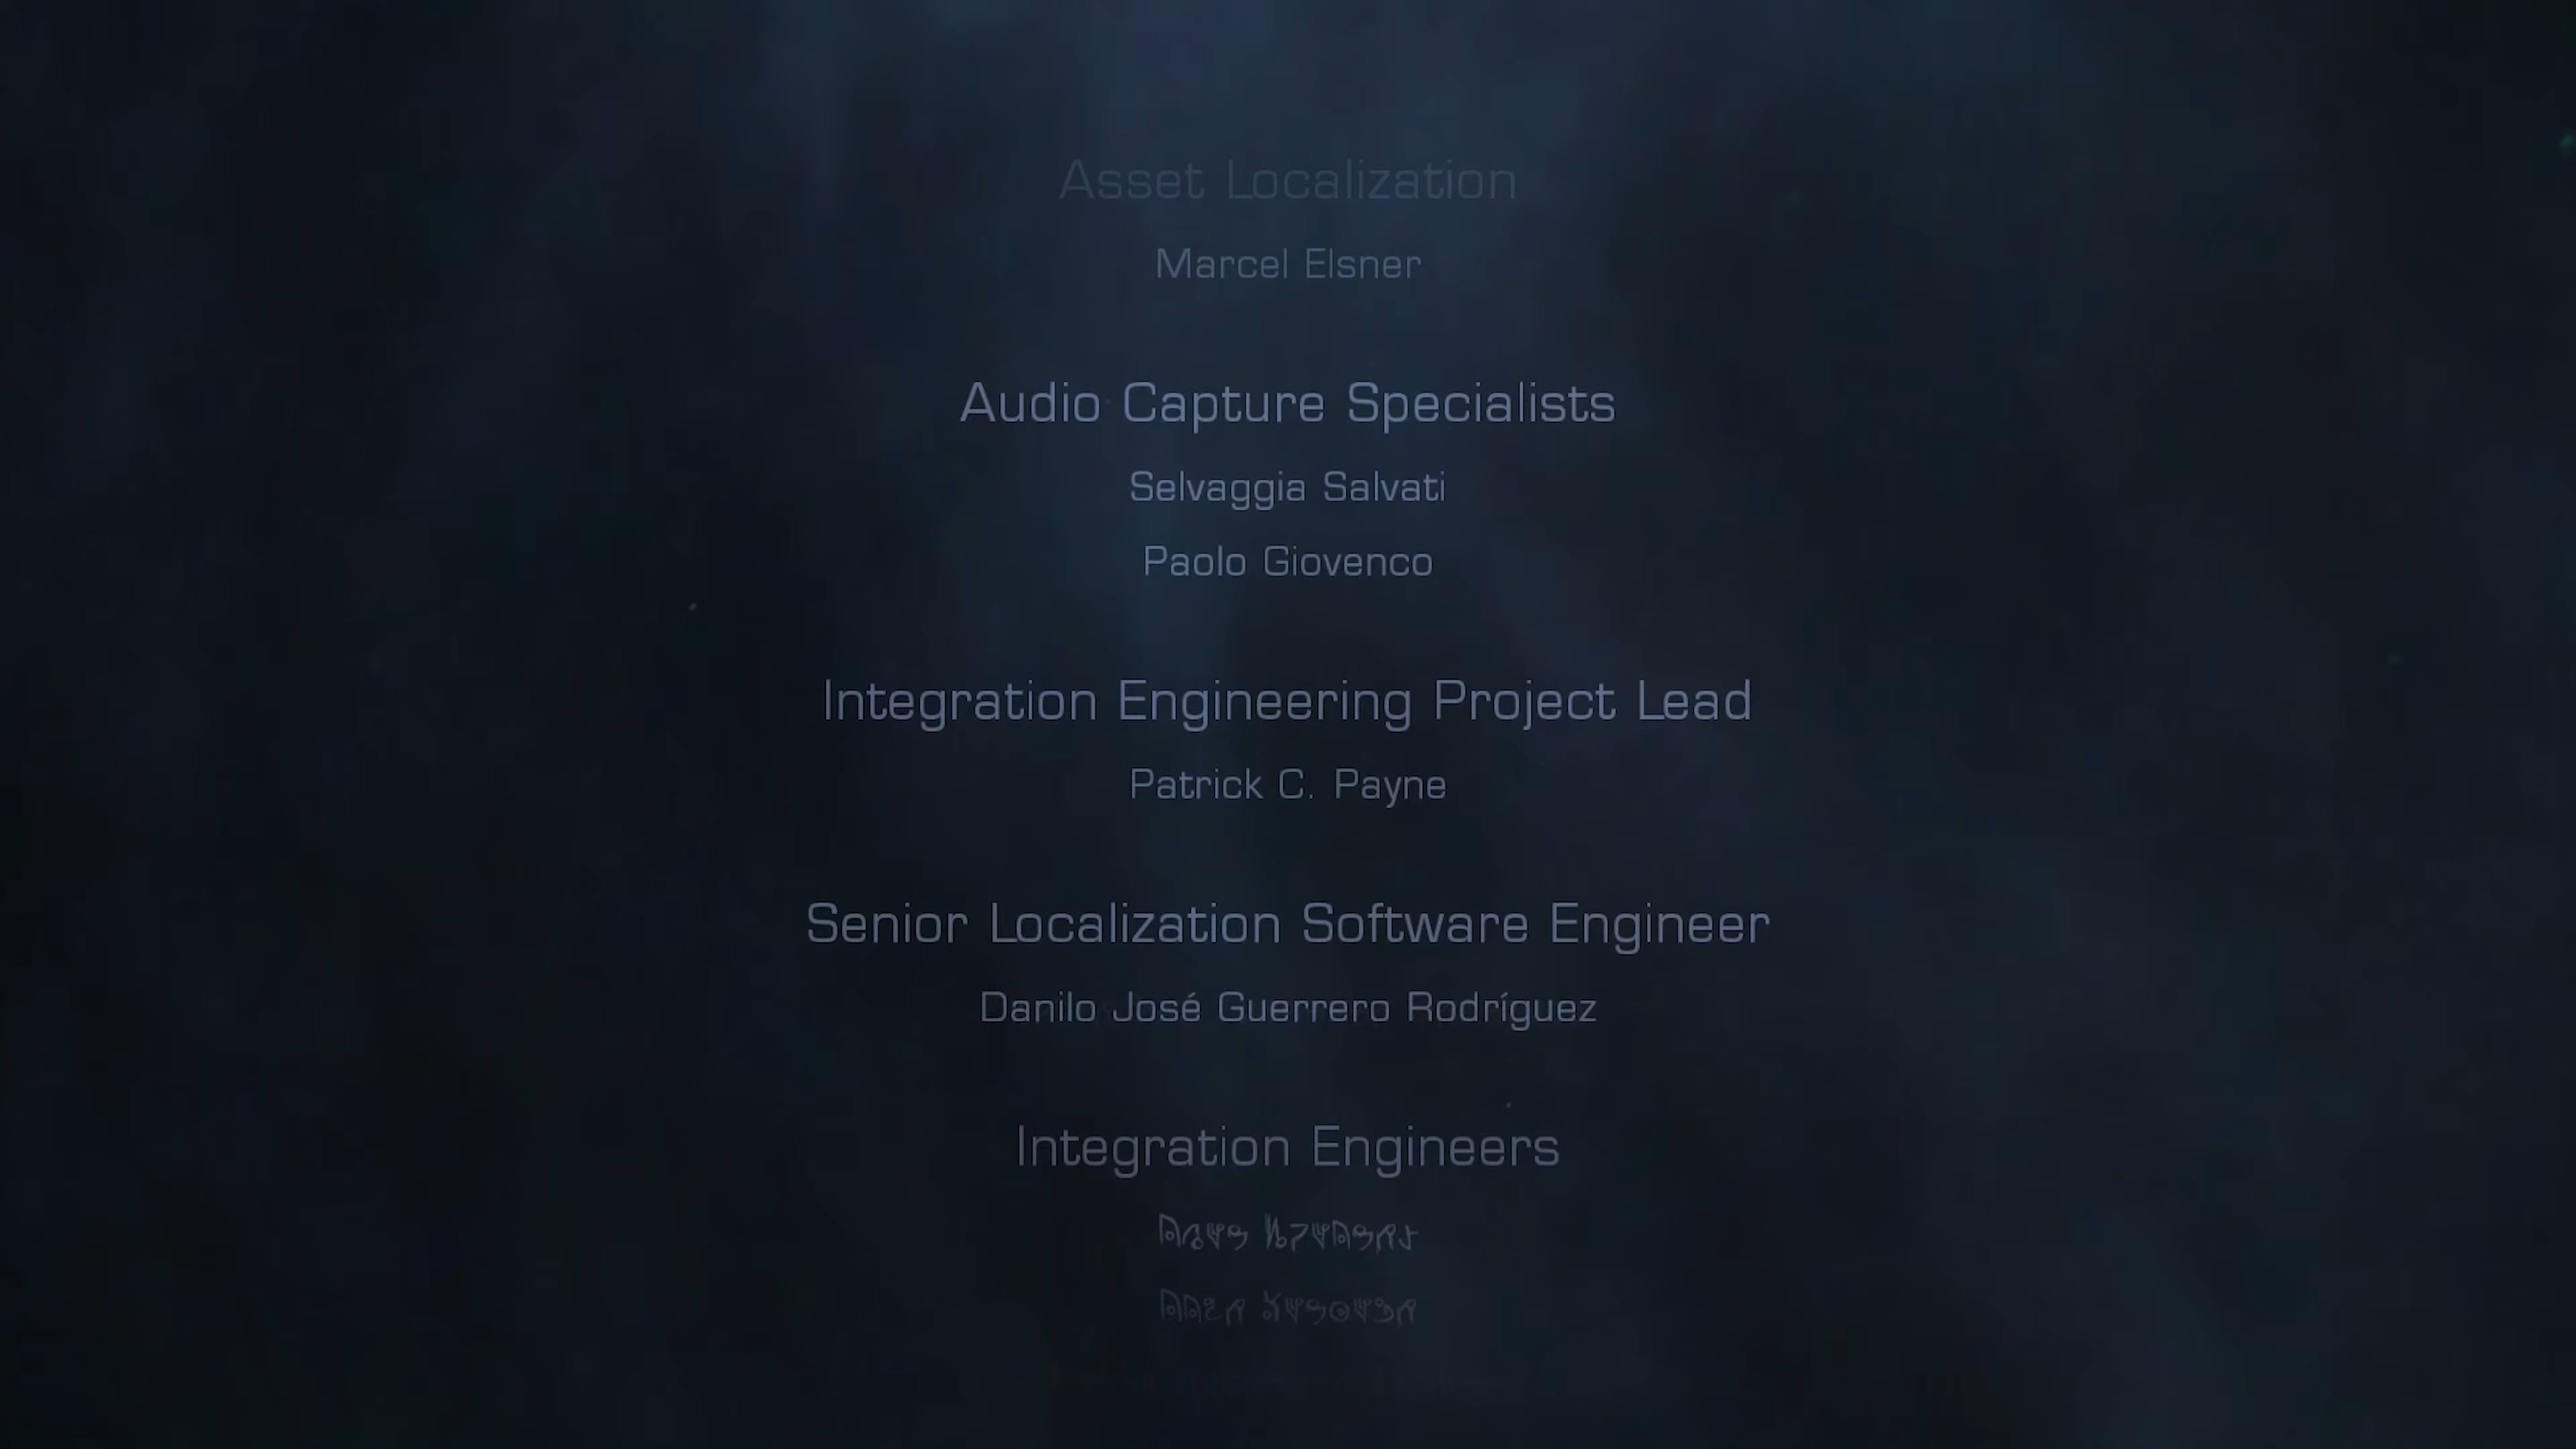 Asset Localization
Marcel Elsner
Audio Capture Specialists
Selvaggia Salvati
Paolo Giovenco
Integration Engineering Project Lead
Patrick C. Payne
Senior Localization Software Engineer
Danilo José Guerrero Rodríguez
Integration Engineers